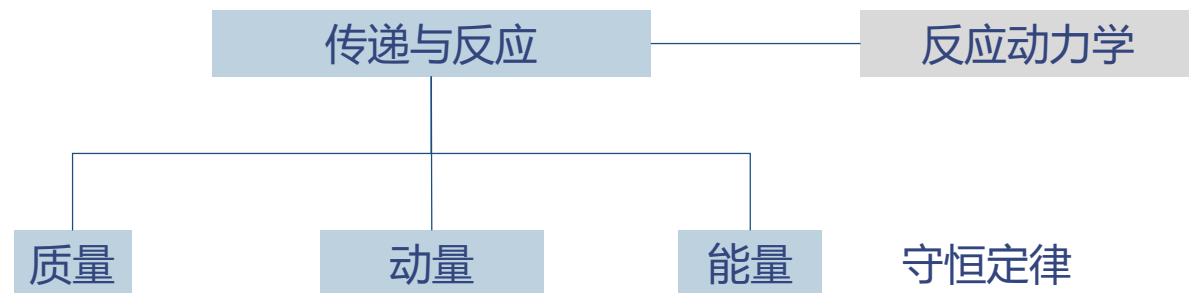 传递与反应
反应动力学
质量
动量
能量
守恒定律